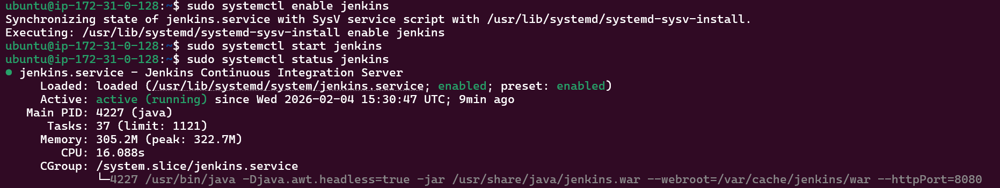 ubuntu@ip-172-31-0-128:~$ sudo systemctl enable jenkins
Synchronizing state of jenkins.service with SysV service script with /usr/lib/systemd/systemd-sysv-install.
Executing: /usr/lib/systemd/systemd-sysv-install enable jenkins
ubuntu@ip-172-31-0-128:~$ sudo systemctl start jenkins
ubuntu@ip-172-31-0-128:~$ sudo systemctl status jenkins
● jenkins.service - Jenkins Continuous Integration Server
     Loaded: loaded (/usr/lib/systemd/system/jenkins.service; enabled; preset: enabled)
     Active: active (running) since Wed 2026-02-04 15:30:47 UTC; 9min ago
   Main PID: 4227 (java)
      Tasks: 37 (limit: 1121)
     Memory: 305.2M (peak: 322.7M)
        CPU: 16.088s
     CGroup: /system.slice/jenkins.service
             └─4227 /usr/bin/java -Djava.awt.headless=true -jar /usr/share/java/jenkins.war --webroot=/var/cache/jenkins/war --httpPort=8080